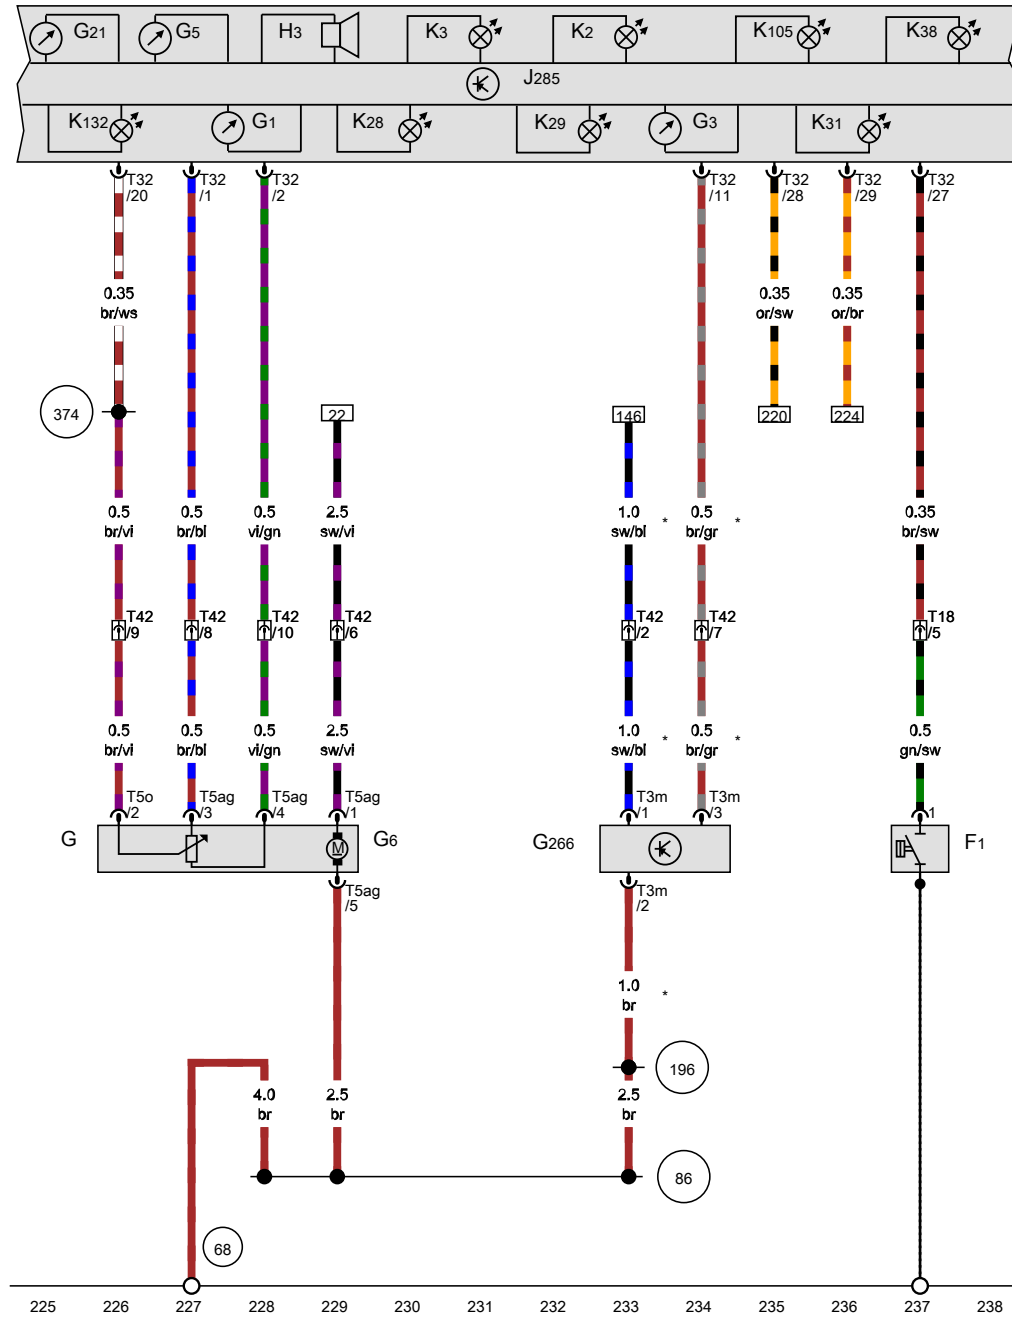 G21 G5 H3 K3 K2 K105 K38
J285
K132 G1 K28 K29 G3 K31
T32 T32 T32 T32 T32 T32 T32
/20 /1 /2 /11 /28 /29 /27
0.35 0.35 0.35
br/ws or/sw or/br
374 22 146 220 224
0.5 0.5 0.5 2.5 1.0 * 0.5 * 0.35
br/vi br/bl vi/gn sw/vi sw/bl br/gr br/sw
T42 T42 T42 T42 T42 T42 T18
/9 /8 /10 /6 /2 /7 /5
0.5 0.5 0.5 2.5 1.0 * 0.5 * 0.5
br/vi br/bl vi/gn sw/vi sw/bl br/gr gn/sw
T5o T5ag T5ag T5ag T3m T3m
/2 /3 /4 /1 /1 /3 1
G M G6 G266 F1
T5ag T3m
/5 /2
1.0 *
br
196
4.0 2.5 2.5
br br br
86
68
225 226 227 228 229 230 231 232 233 234 235 236 237 238